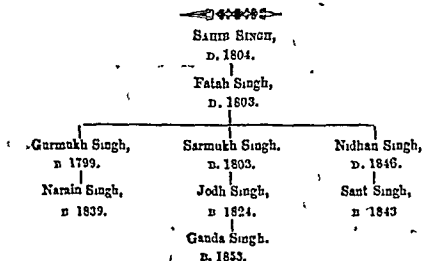 SAHIB SINGH,
D. 1804.
Fatah Singh,
D. 1803.
Gurmukh Singh, Sarmukh Singh. Nidhan Singh,
D 1799. D. 1803. D. 1846.
Narain Singh, Jodh Singh, Sant Singh,
D 1839. D 1824. D 1843
Ganda Singh.
D. 1853.